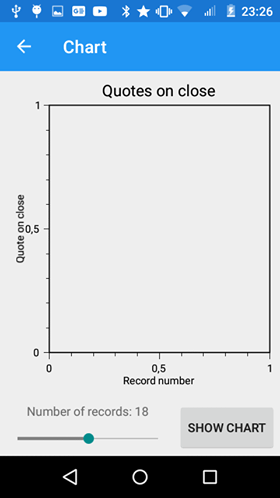 23:26
Chart
Quotes on close
1
0,5
0
Quote on close
0
0,5
1
Record number
Number of records: 18
SHOW CHART